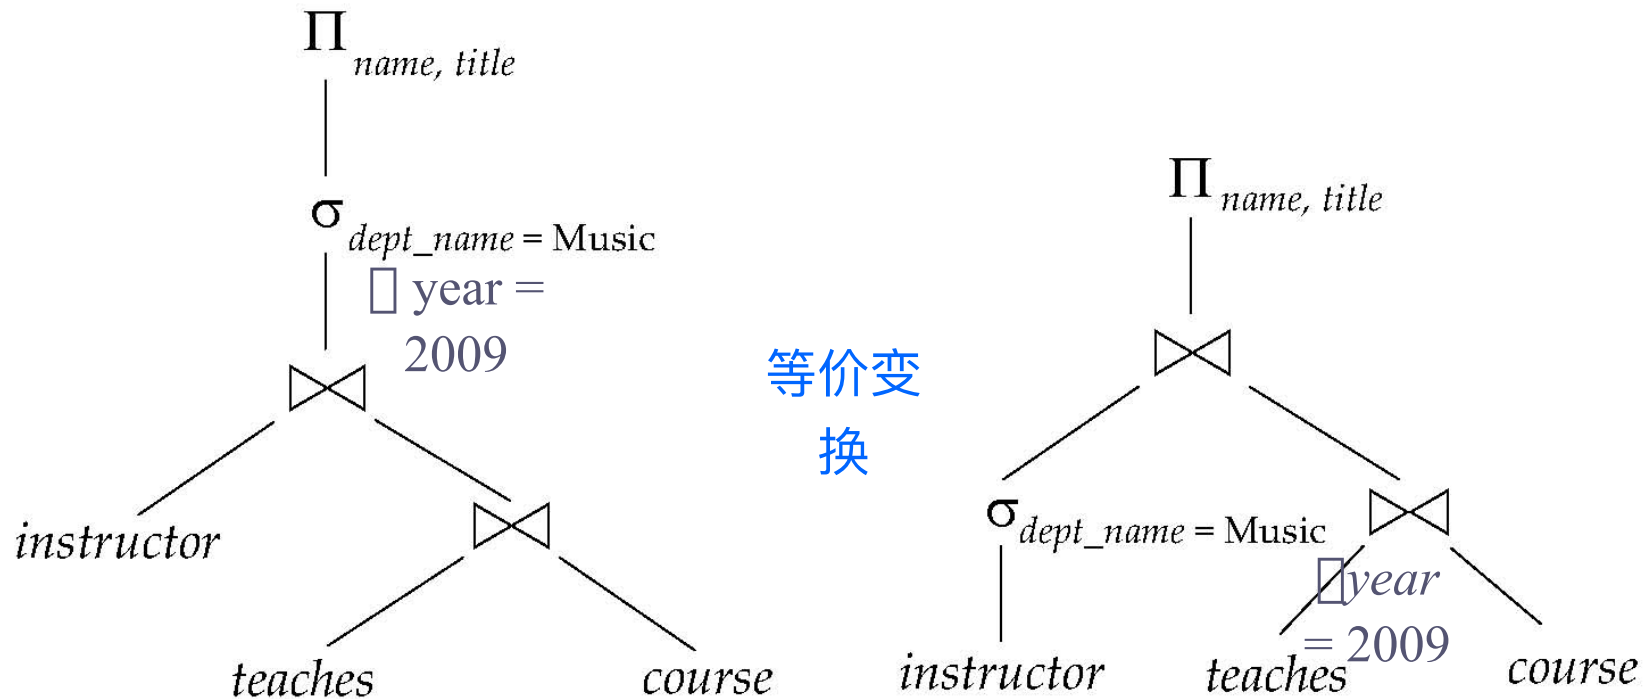 Π name, title
σ dept_name = Music
year =
2009
instructor
teaches
course
等价变
换
Π name, title
σ dept_name = Music
year
= 2009
instructor
teaches
course